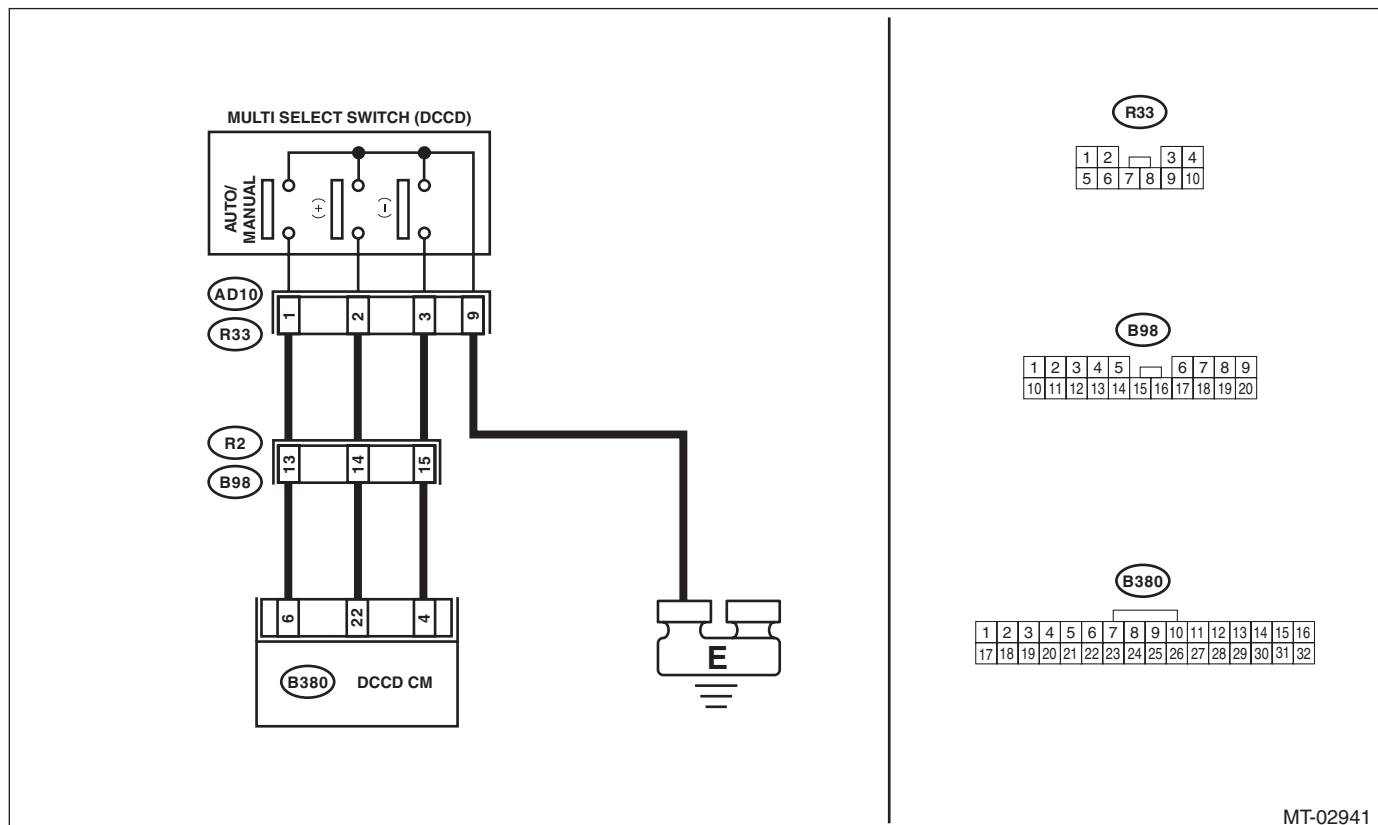 MULTI SELECT SWITCH (DCCD)
AUTO/
MANUAL
(+)
(-)
AD10
R33
1 2 3 9
R2
B98
13 14 15
6 22 4
B380 DCCD CM
E
R33
1 2 3 4
5 6 7 8 9 10
B98
1 2 3 4 5 6 7 8 9
10 11 12 13 14 15 16 17 18 19 20
B380
1 2 3 4 5 6 7 8 9 10 11 12 13 14 15 16
17 18 19 20 21 22 23 24 25 26 27 28 29 30 31 32
MT-02941